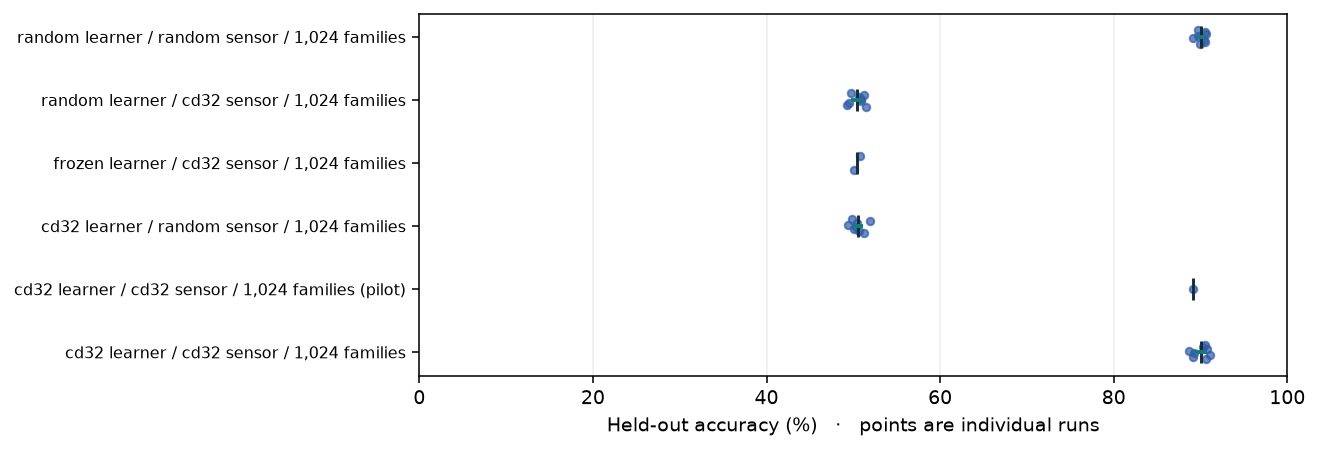 random learner / random sensor / 1,024 families
random learner / cd32 sensor / 1,024 families
frozen learner / cd32 sensor / 1,024 families
cd32 learner / random sensor / 1,024 families
cd32 learner / cd32 sensor / 1,024 families (pilot)
cd32 learner / cd32 sensor / 1,024 families
0 20 40 60 80 100
Held-out accuracy (%) · points are individual runs